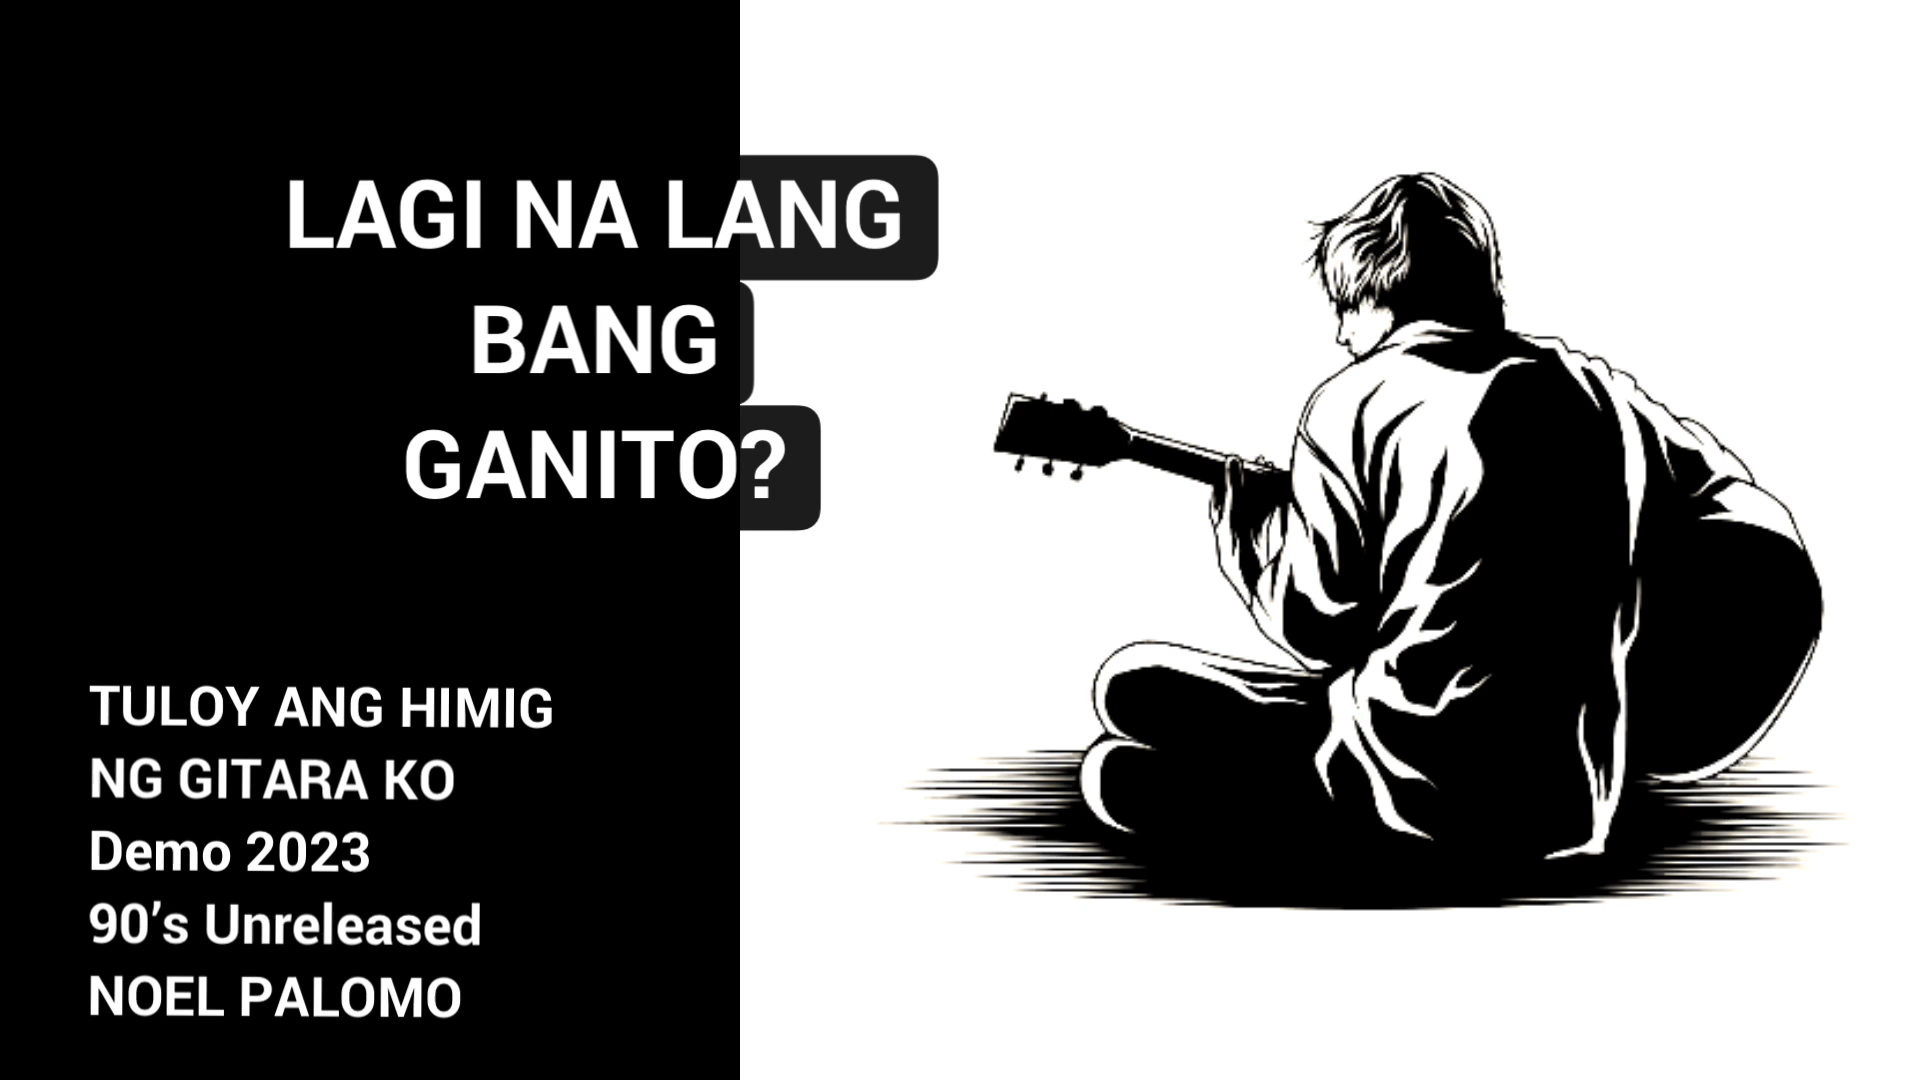 LAGI NA LANG
BANG
GANITO?
TULOY ANG HIMIG
NG GITARA KO
Demo 2023
90’s Unreleased
NOEL PALOMO